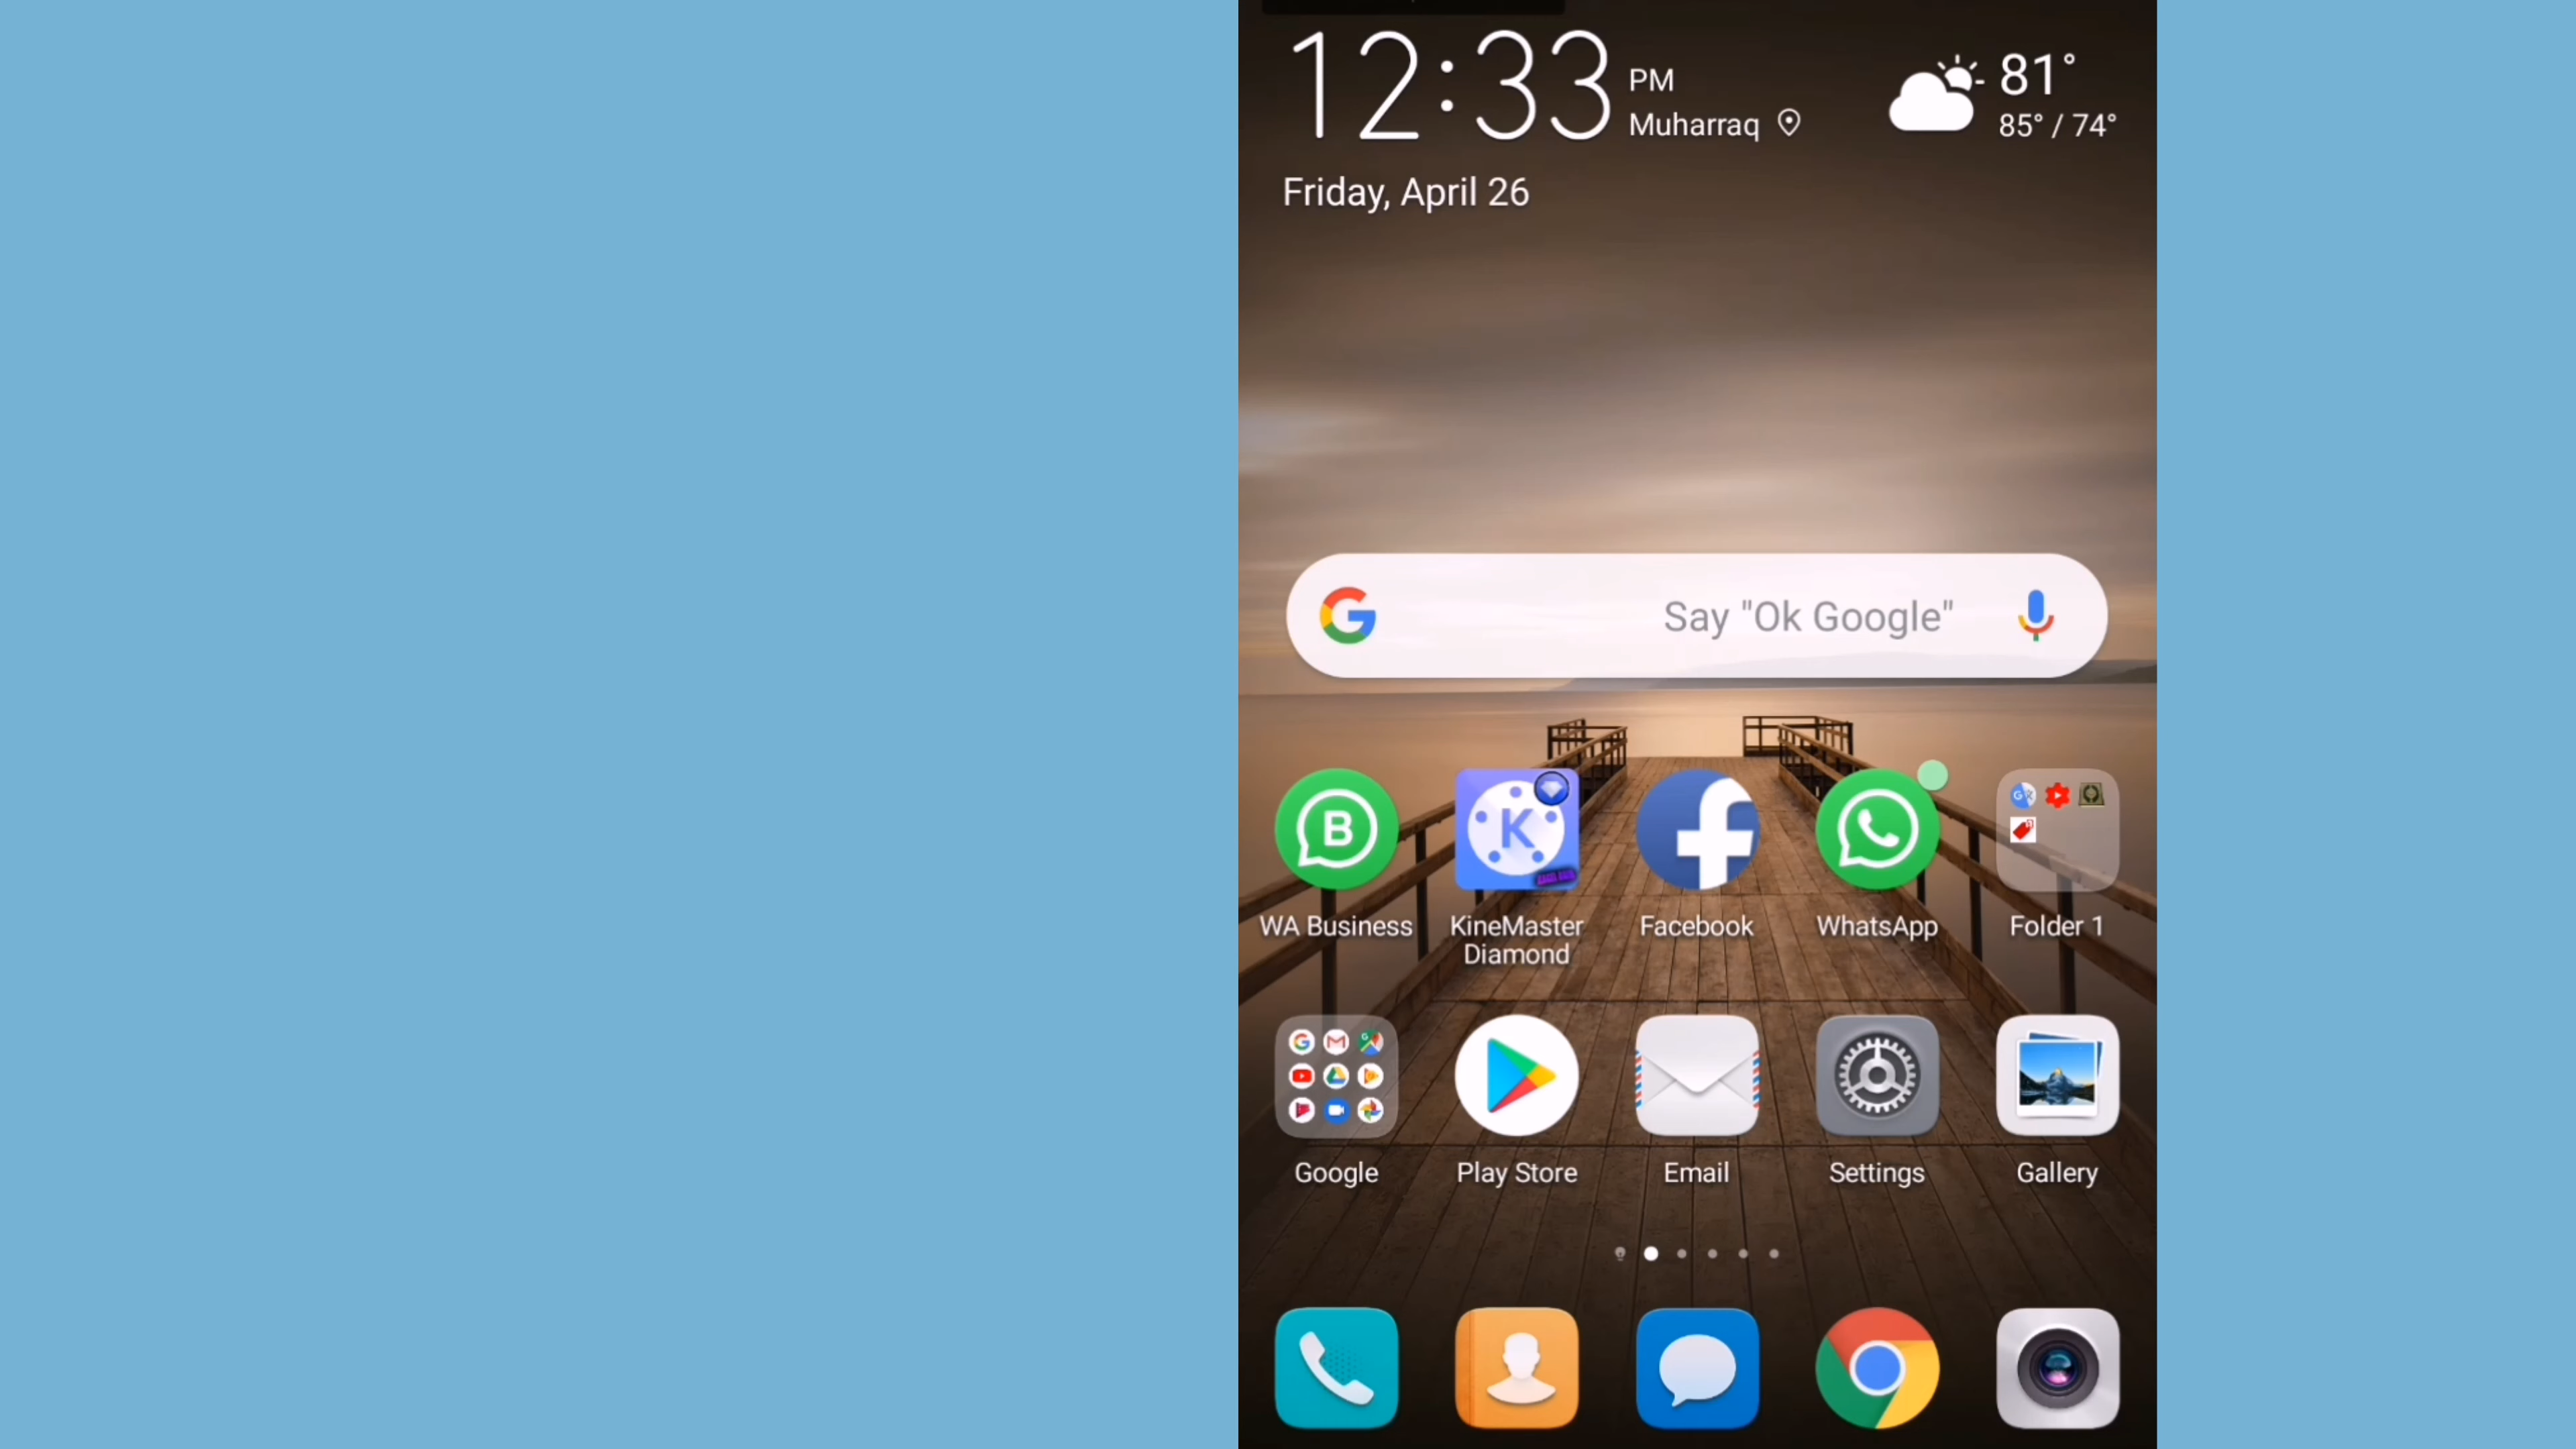 12:33
PM
Muharraq
81°
85° / 74°
Friday, April 26
Say "Ok Google"
WA Business
KineMaster
Diamond
Facebook
WhatsApp
Folder 1
Google
Play Store
Email
Settings
Gallery